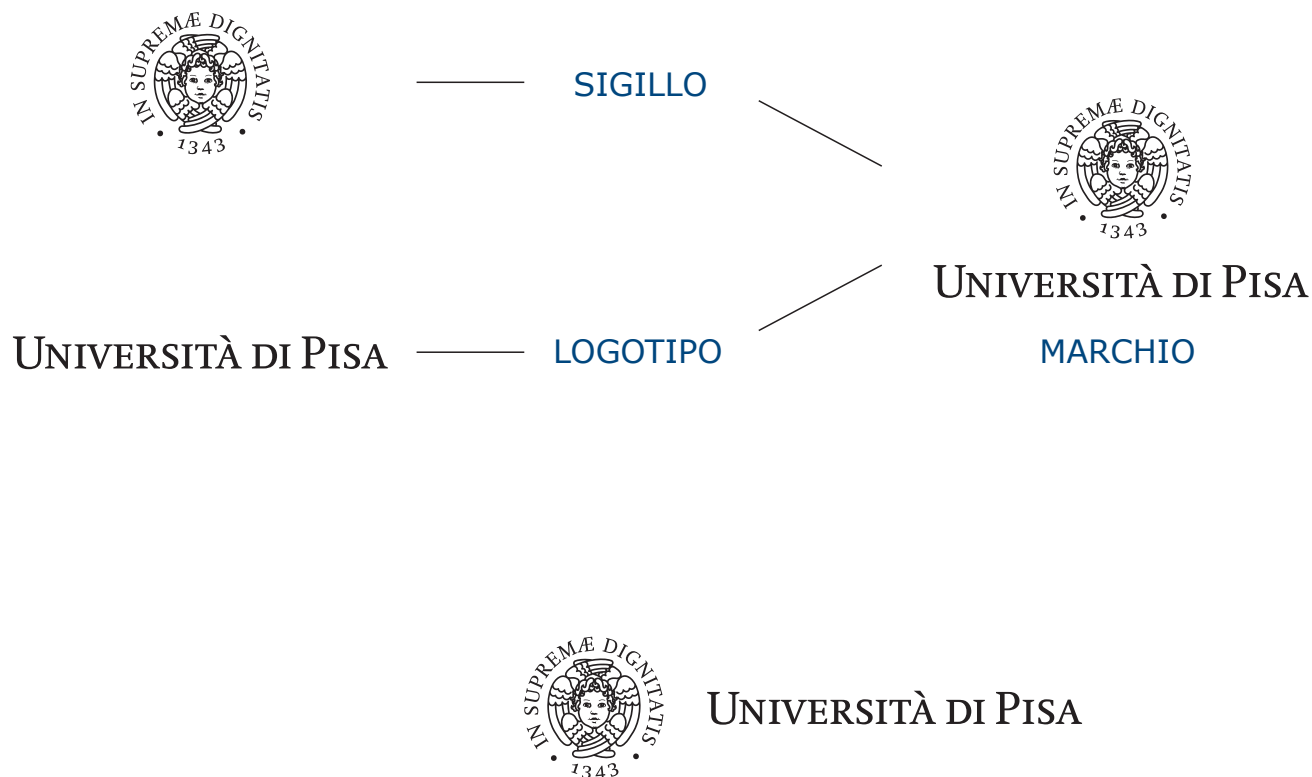 IN SUPREMÆ DIGNITATIS
· 1343 ·
SIGILLO
IN SUPREMÆ DIGNITATIS
· 1343 ·
UNIVERSITÀ DI PISA
UNIVERSITÀ DI PISA
LOGOTIPO
MARCHIO
IN SUPREMÆ DIGNITATIS
· 1343 ·
UNIVERSITÀ DI PISA